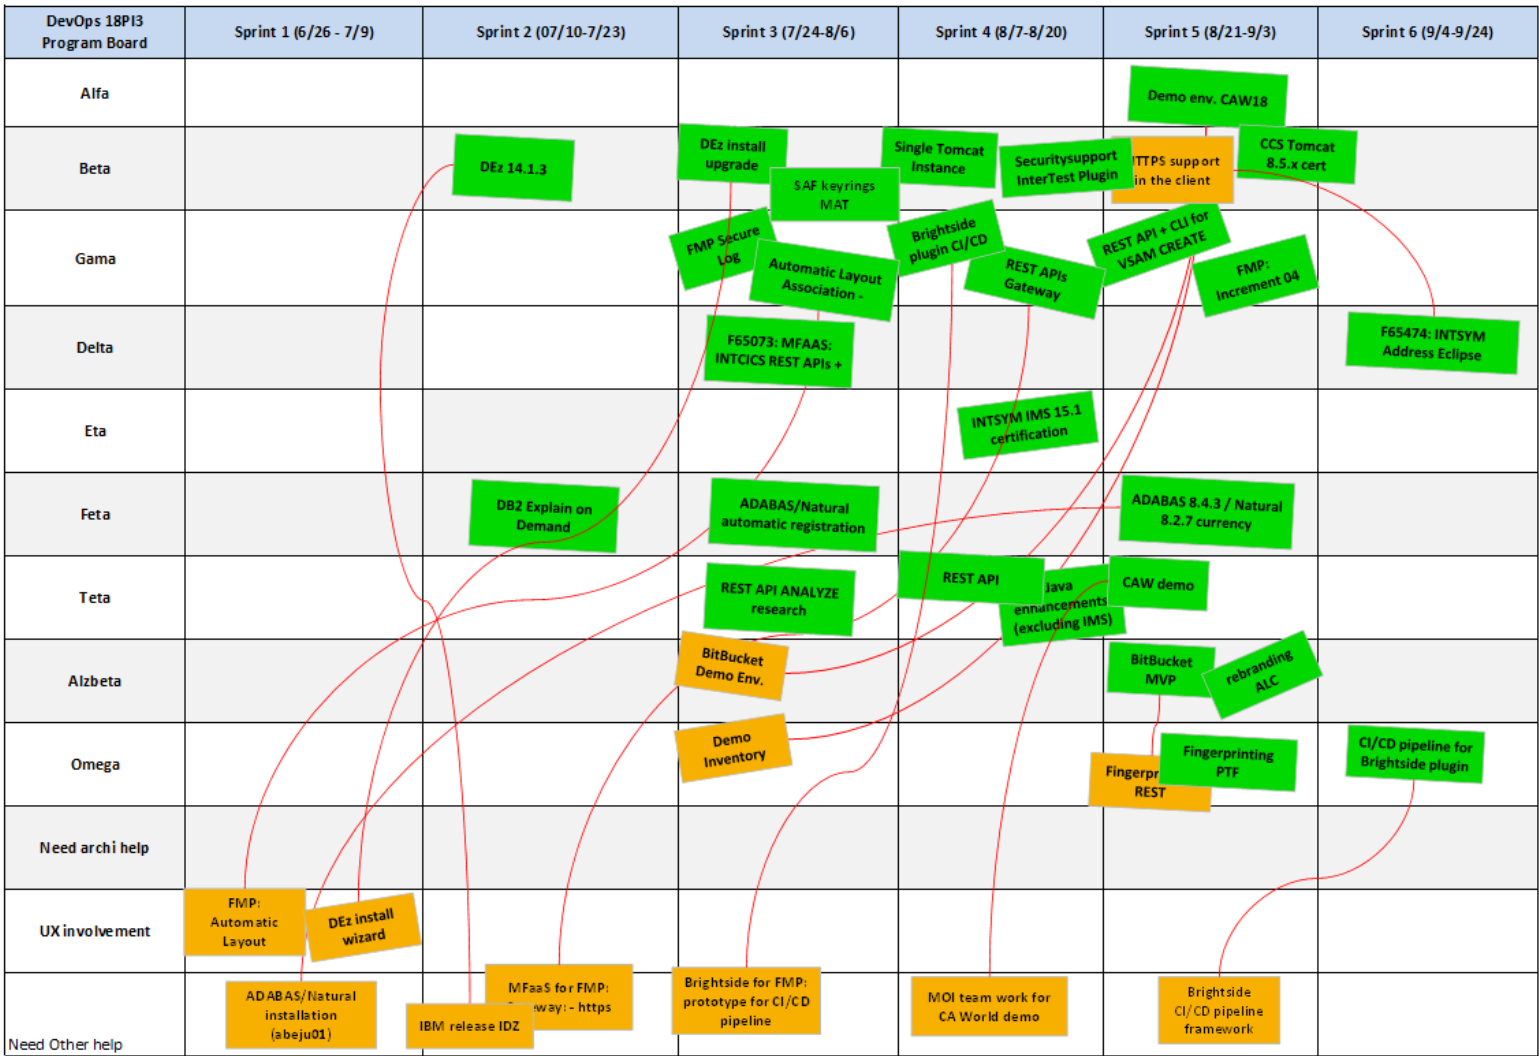 DevOps 18PI3
Program Board
Sprint 1 (6/26 - 7/9)
Sprint 2 (07/10-7/23)
Sprint 3 (7/24-8/6)
Sprint 4 (8/7-8/20)
Sprint 5 (8/21-9/3)
Sprint 6 (9/4-9/24)
Alfa
Demo env. CAW18
Beta
DEz 14.1.3
DEz install
upgrade
SAF keyrings
MAT
Single Tomcat
Instance
Securitysupport
InterTest Plugin
TTPS support
in the client
CCS Tomcat
8.5.x cert
Gama
FMP Secure
Log
Automatic Layout
Association -
Brightside
plugin CI/CD
REST APIs
Gateway
REST API + CLI for
VSAM CREATE
FMP:
Increment 04
Delta
F65073: MFAAS:
INTCICS REST APIs +
F65474: INTSYM
Address Eclipse
Eta
INTSYM IMS 15.1
certification
Feta
DB2 Explain on
Demand
ADABAS/Natural
automatic registration
ADABAS 8.4.3 / Natural
8.2.7 currency
Teta
REST API ANALYZE
research
REST API
Java
enhancements
(excluding IMS)
CAW demo
Alzbeta
BitBucket
Demo Env.
BitBucket
MVP
rebranding
ALC
Omega
Demo
Inventory
Fingerpr
REST
Fingerprinting
PTF
CI/CD pipeline for
Brightside plugin
Need archi help
UX involvement
FMP:
Automatic
Layout
DEz install
wizard
Need Other help
ADABAS/Natural
installation
(abeju01)
IBM release IDZ
MFaaS for FMP:
eway: - https
Brightside for FMP:
prototype for CI/CD
pipeline
MOI team work for
CA World demo
Brightside
CI/CD pipeline
framework